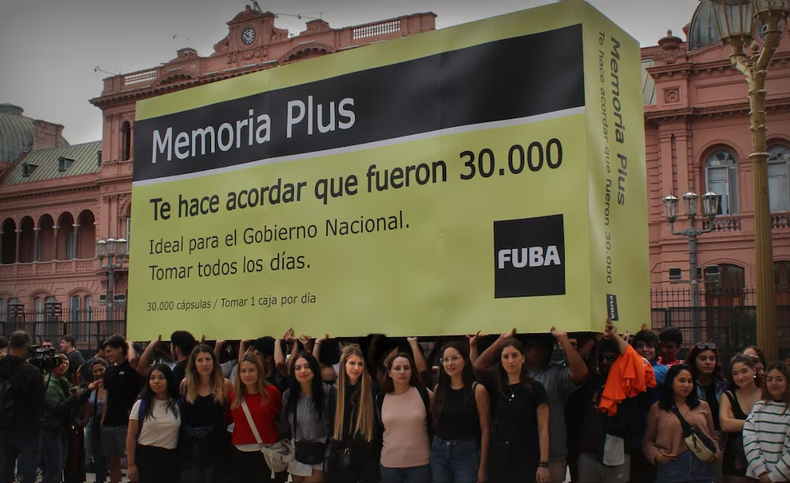 Memoria Plus
Te hace acordar que fueron 30.000
Ideal para el Gobierno Nacional.
Tomar todos los días.
30.000 cápsulas / Tomar 1 caja por día
FUBA
Memoria Plus
Te hace acordar que fueron 30.000
FUBA